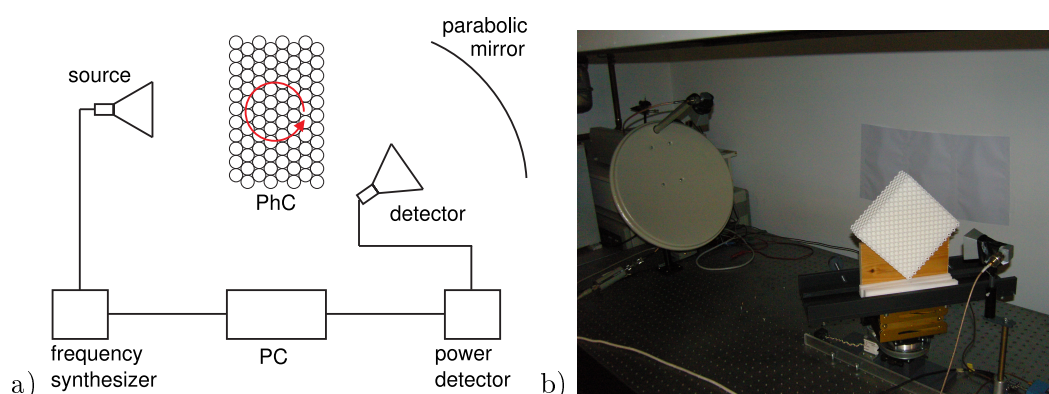 parabolic
mirror
source
PhC
detector
frequency
synthesizer
PC
power
detector
a)
b)